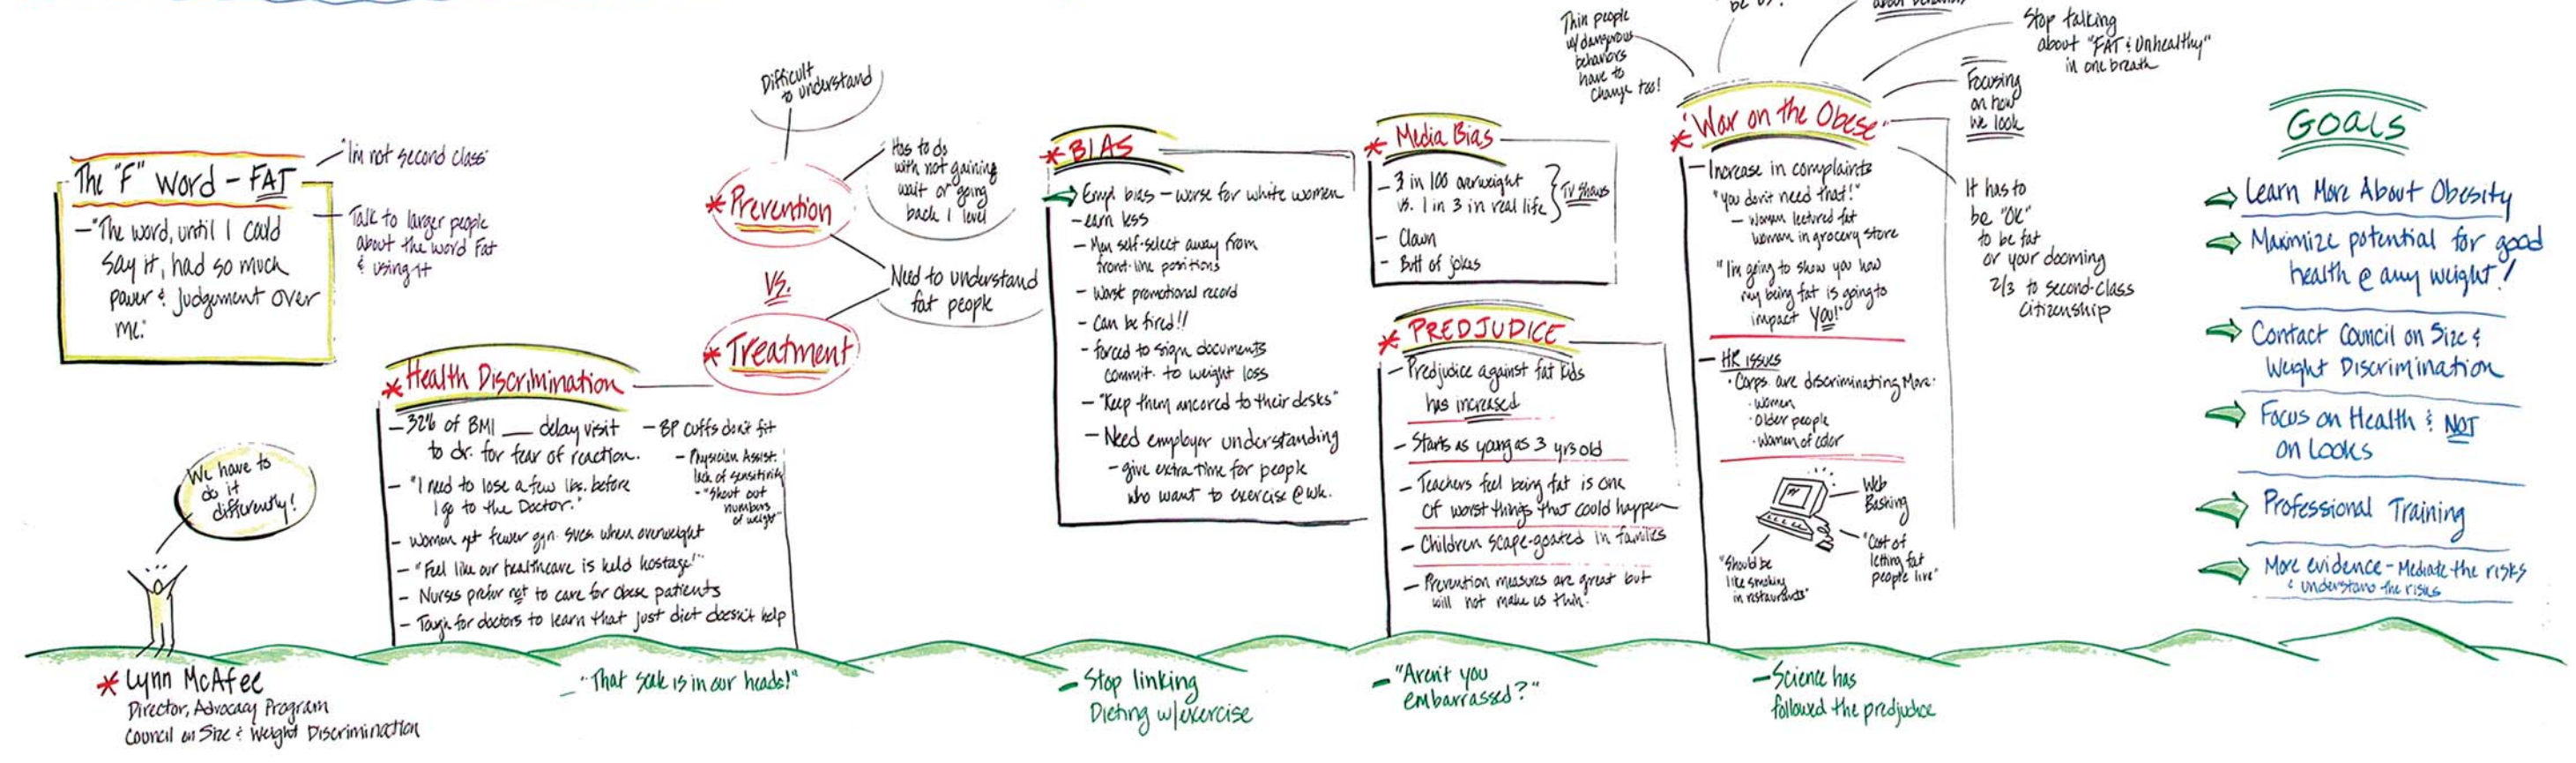 The "F" Word - FAT
-"The word, until I could
say it, had so much
power & Judgement over
me."
"I'm not second class"
Talk to larger people
about the word Fat
& using it
We have to
do it
differently!
* Lynn McAfee
Director, Advocacy Program
Council on Size & Weight Discrimination
* Health Discrimination
- 32% of BMI ___ delay visit
to dr. for fear of reaction.
- "I need to lose a few lbs. before
I go to the Doctor."
- Women get fewer gyn. svcs when overweight
- "Feel like our healthcare is held hostage!"
- Nurses prefer not to care for obese patients
- Tough for doctors to learn that just diet doesn't help
- BP cuffs don't fit
- Physician Assist.
lack of sensitivity
- "Shout out
numbers
of weight"
Difficult
to understand
* Prevention
Has to do
with not gaining
wait or going
back 1 level
VS.
* Treatment
Need to understand
fat people
- "That scale is in our heads!"
* BIAS
Empl. bias - worse for white women
- earn less
- Men self-select away from
front-line positions
- Worst promotional record
- Can be fired!!
- forced to sign documents
commit. to weight loss
- "Keep them ancored to their desks"
- Need employer understanding
- give extra time for people
who want to exercise @ wk.
- Stop linking
Dieting w/exercise
* Media Bias
- 3 in 100 overweight
vs. 1 in 3 in real life
TV Shows
- Clown
- Butt of jokes
* PREDJUDICE
- Predjudice against fat kids
has increased
- Starts as young as 3 yrs old
- Teachers feel being fat is one
of worst things that could happen
- Children scape-goated in families
- Prevention measures are great but
will not make us thin.
- "Aren't you
embarrassed?"
Thin people
w/ dangerous
behaviors
have to
change too!
be us?
about behaviors
Stop talking
about "FAT & Unhealthy"
in one breath
Focusing
on how
we look
It has to
be "OK"
to be fat
or your dooming
2/3 to second-class
citizenship
* "War on the Obese"
- Increase in complaints
"you don't need that!"
- Woman lectured fat
woman in grocery store
"I'm going to show you how
my being fat is going to
impact you!"
- HR issues
• Corps. are discriminating More:
• Women
• Older people
• Women of color
Web
Bashing
"Should be
like smoking
in restaurants"
"Cost of
letting fat
people live"
- Science has
followed the predjudice
GOALS
Learn More About Obesity
Maximize potential for good
health @ any weight!
Contact Council on Size &
Weight Discrimination
Focus on Health & NOT
on Looks
Professional Training
More evidence - Mediate the risks
& understand the risks